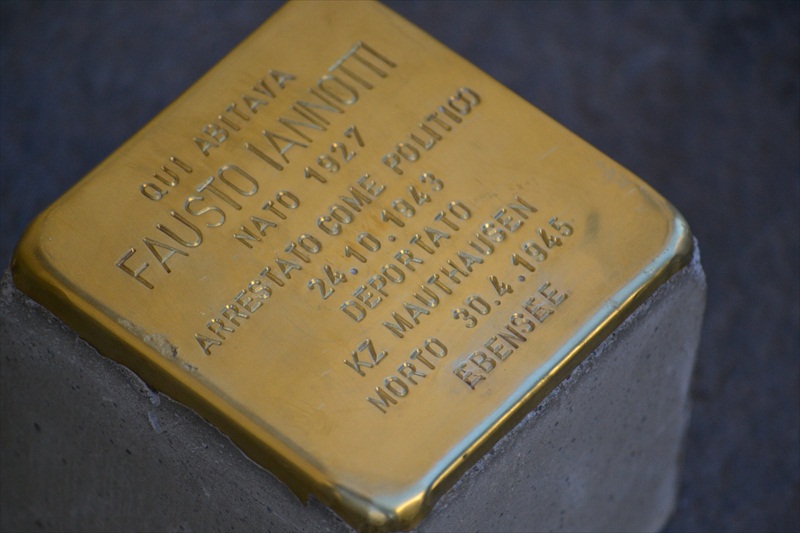 QUI ABITAVA
FAUSTO IANNOTTI
NATO 1927
ARRESTATO COME POLITICO
24.10.1943
DEPORTATO
KZ MAUTHAUSEN
MORTO 30.4.1945
EBENSEE